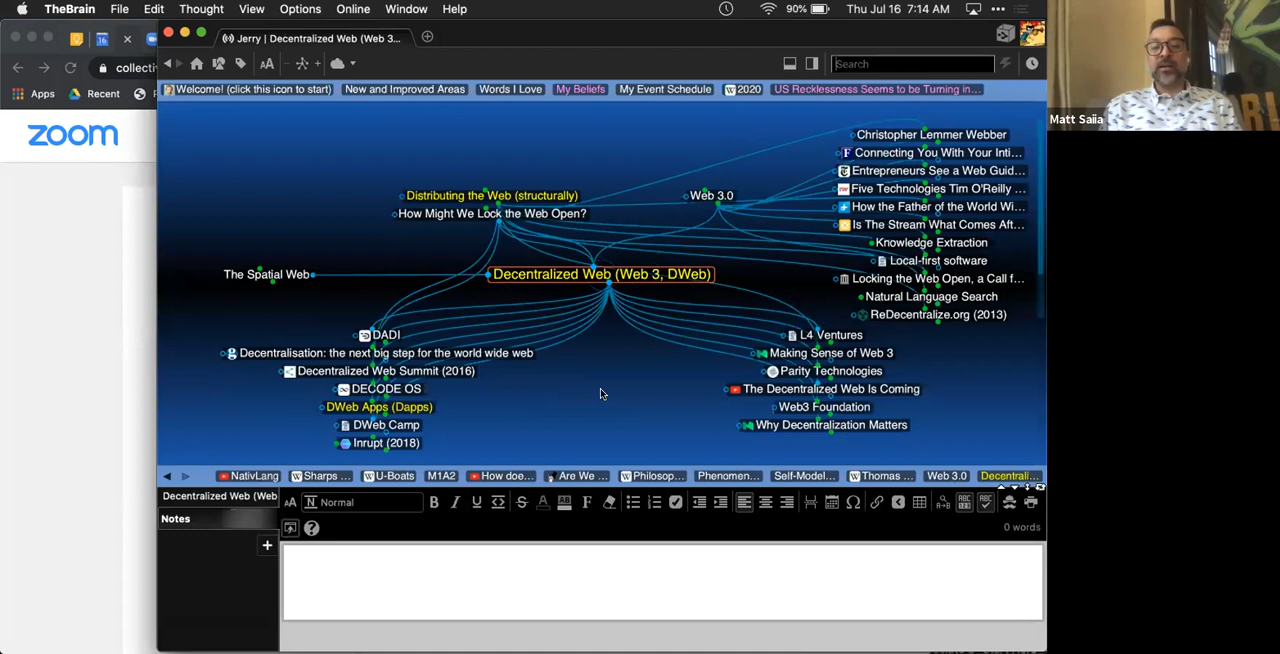 TheBrain File Edit Thought View Options Online Window Help 90% Thu Jul 16 7:14 AM
16
Jerry | Decentralized Web (Web 3...
collecti
AA
Search
Apps Recent
Welcome! (click this icon to start) New and Improved Areas Words I Love My Beliefs My Event Schedule W 2020 US Recklessness Seems to be Turning in...
zoom
Matt Saiia
Christopher Lemmer Webber
Connecting You With Your Inti...
Entrepreneurs See a Web Guid...
Five Technologies Tim O'Reilly ...
How the Father of the World Wi...
Is The Stream What Comes Aft...
Knowledge Extraction
Local-first software
Locking the Web Open, a Call f...
Natural Language Search
ReDecentralize.org (2013)
Distributing the Web (structurally)
How Might We Lock the Web Open?
Web 3.0
The Spatial Web
Decentralized Web (Web 3, DWeb)
DADI
Decentralisation: the next big step for the world wide web
Decentralized Web Summit (2016)
DECODE OS
DWeb Apps (Dapps)
DWeb Camp
Inrupt (2018)
L4 Ventures
Making Sense of Web 3
Parity Technologies
The Decentralized Web Is Coming
Web3 Foundation
Why Decentralization Matters
NativLang W Sharps ... W U-Boats M1A2 How doe... Are We ... W Philosop... Phenomen... Self-Model... W Thomas ... Web 3.0 Decentrali...
Decentralized Web (Web
AA N Normal B I U S A AB F
Notes
0 words